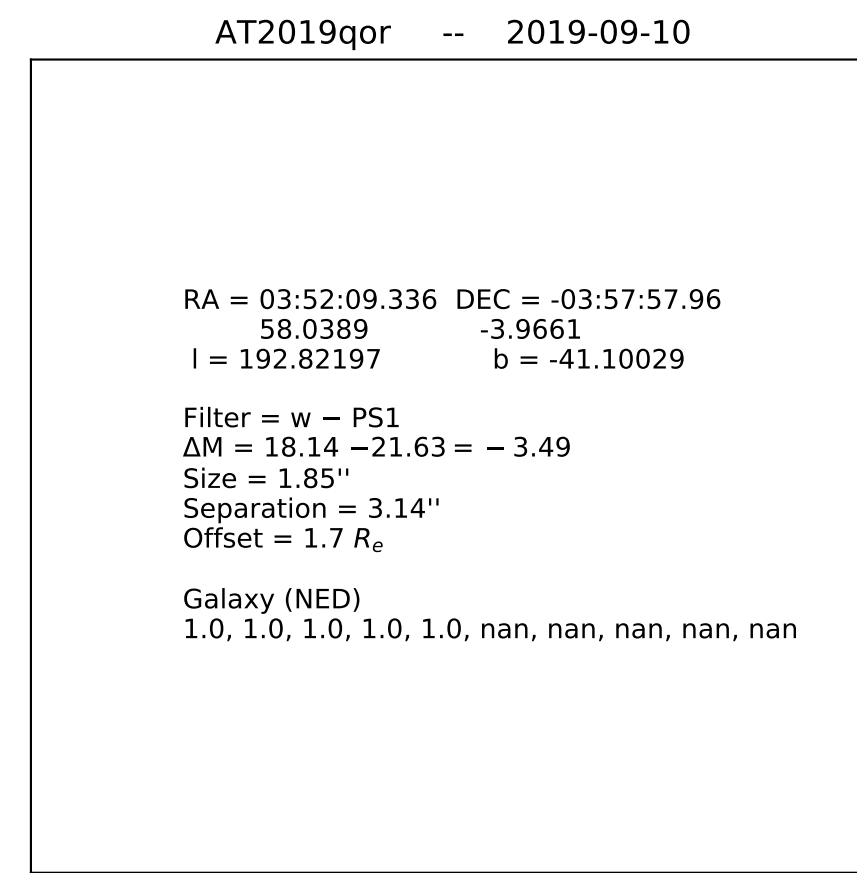 AT2019qor -- 2019-09-10
RA = 03:52:09.336 DEC = -03:57:57.96
58.0389 -3.9661
l = 192.82197 b = -41.10029
Filter = w − PS1
ΔM = 18.14 −21.63 = − 3.49
Size = 1.85''
Separation = 3.14''
Offset = 1.7 Re
Galaxy (NED)
1.0, 1.0, 1.0, 1.0, 1.0, nan, nan, nan, nan, nan